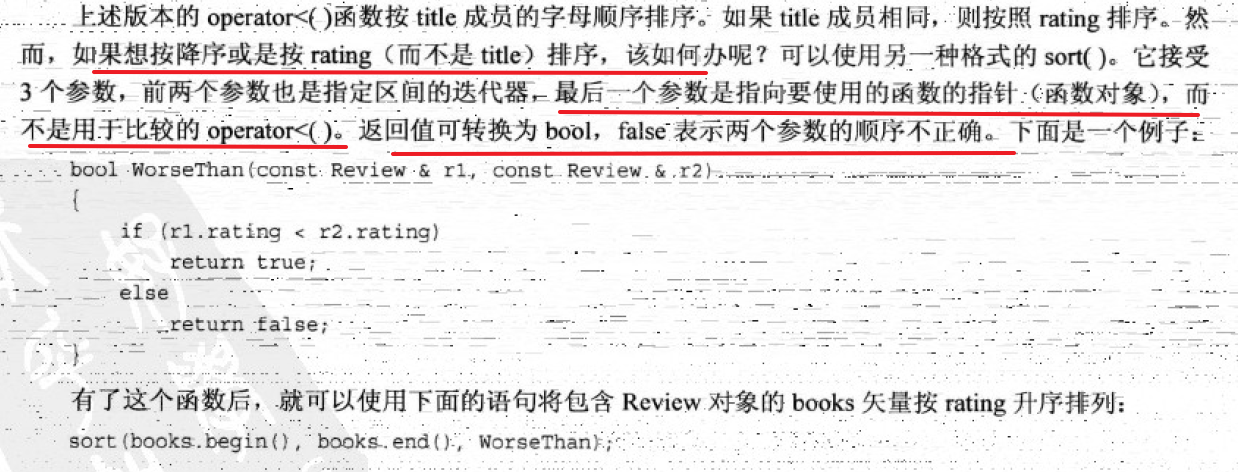 上述版本的 operator<( )函数按 title 成员的字母顺序排序。如果 title 成员相同，则按照 rating 排序。然
而，如果想按降序或是按 rating（而不是 title）排序，该如何办呢？可以使用另一种格式的 sort( )。它接受
3 个参数，前两个参数也是指定区间的迭代器，最后一个参数是指向要使用的函数的指针（函数对象），而
不是用于比较的 operator<( )。返回值可转换为 bool，false 表示两个参数的顺序不正确。下面是一个例子：
bool WorseThan(const Review & r1, const Review & r2)
{
if (r1.rating < r2.rating)
return true;
else
return false;
}
有了这个函数后，就可以使用下面的语句将包含 Review 对象的 books 矢量按 rating 升序排列：
sort(books.begin(), books.end(), WorseThan);